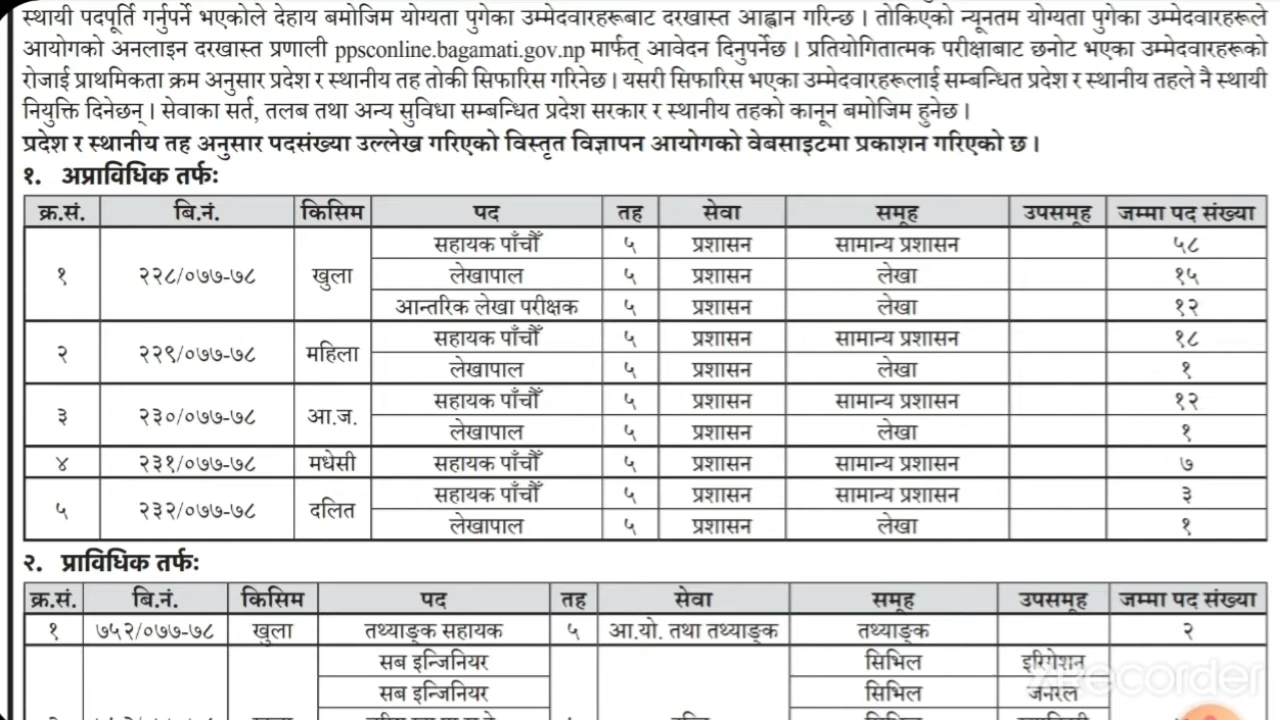 स्थायी पदपूर्ति गर्नुपर्ने भएकोले देहाय बमोजिम योग्यता पुगेका उम्मेदवारहरूबाट दरखास्त आह्वान गरिन्छ । तोकिएको न्यूनतम योग्यता पुगेका उम्मेदवारहरूले
आयोगको अनलाइन दरखास्त प्रणाली ppsconline.bagamati.gov.np मार्फत् आवेदन दिनुपर्नेछ । प्रतियोगितात्मक परीक्षाबाट छनोट भएका उम्मेदवारहरूको
रोजाई प्राथमिकता क्रम अनुसार प्रदेश र स्थानीय तह तोकी सिफारिस गरिनेछ । यसरी सिफारिस भएका उम्मेदवारहरूलाई सम्बन्धित प्रदेश र स्थानीय तहले नै स्थायी
नियुक्ति दिनेछन् । सेवाका सर्त, तलब तथा अन्य सुविधा सम्बन्धित प्रदेश सरकार र स्थानीय तहको कानून बमोजिम हुनेछ ।
प्रदेश र स्थानीय तह अनुसार पदसंख्या उल्लेख गरिएको विस्तृत विज्ञापन आयोगको वेबसाइटमा प्रकाशन गरिएको छ ।
१. अप्राविधिक तर्फः
क्र.सं. बि.नं. किसिम पद तह सेवा समूह उपसमूह जम्मा पद संख्या
१ २२८/०७७-७८ खुला सहायक पाँचौँ ५ प्रशासन सामान्य प्रशासन ५८
लेखापाल ५ प्रशासन लेखा १५
आन्तरिक लेखा परीक्षक ५ प्रशासन लेखा १२
२ २२९/०७७-७८ महिला सहायक पाँचौँ ५ प्रशासन सामान्य प्रशासन १८
लेखापाल ५ प्रशासन लेखा १
३ २३०/०७७-७८ आ.ज. सहायक पाँचौँ ५ प्रशासन सामान्य प्रशासन १२
लेखापाल ५ प्रशासन लेखा १
४ २३१/०७७-७८ मधेसी सहायक पाँचौँ ५ प्रशासन सामान्य प्रशासन ७
५ २३२/०७७-७८ दलित सहायक पाँचौँ ५ प्रशासन सामान्य प्रशासन ३
लेखापाल ५ प्रशासन लेखा १
२. प्राविधिक तर्फः
क्र.सं. बि.नं. किसिम पद तह सेवा समूह उपसमूह जम्मा पद संख्या
१ ७५२/०७७-७८ खुला तथ्याङ्क सहायक ५ आ.यो. तथा तथ्याङ्क तथ्याङ्क २
सब इन्जिनियर सिभिल इरिगेशन
सब इन्जिनियर सिभिल जनरल
Recorder